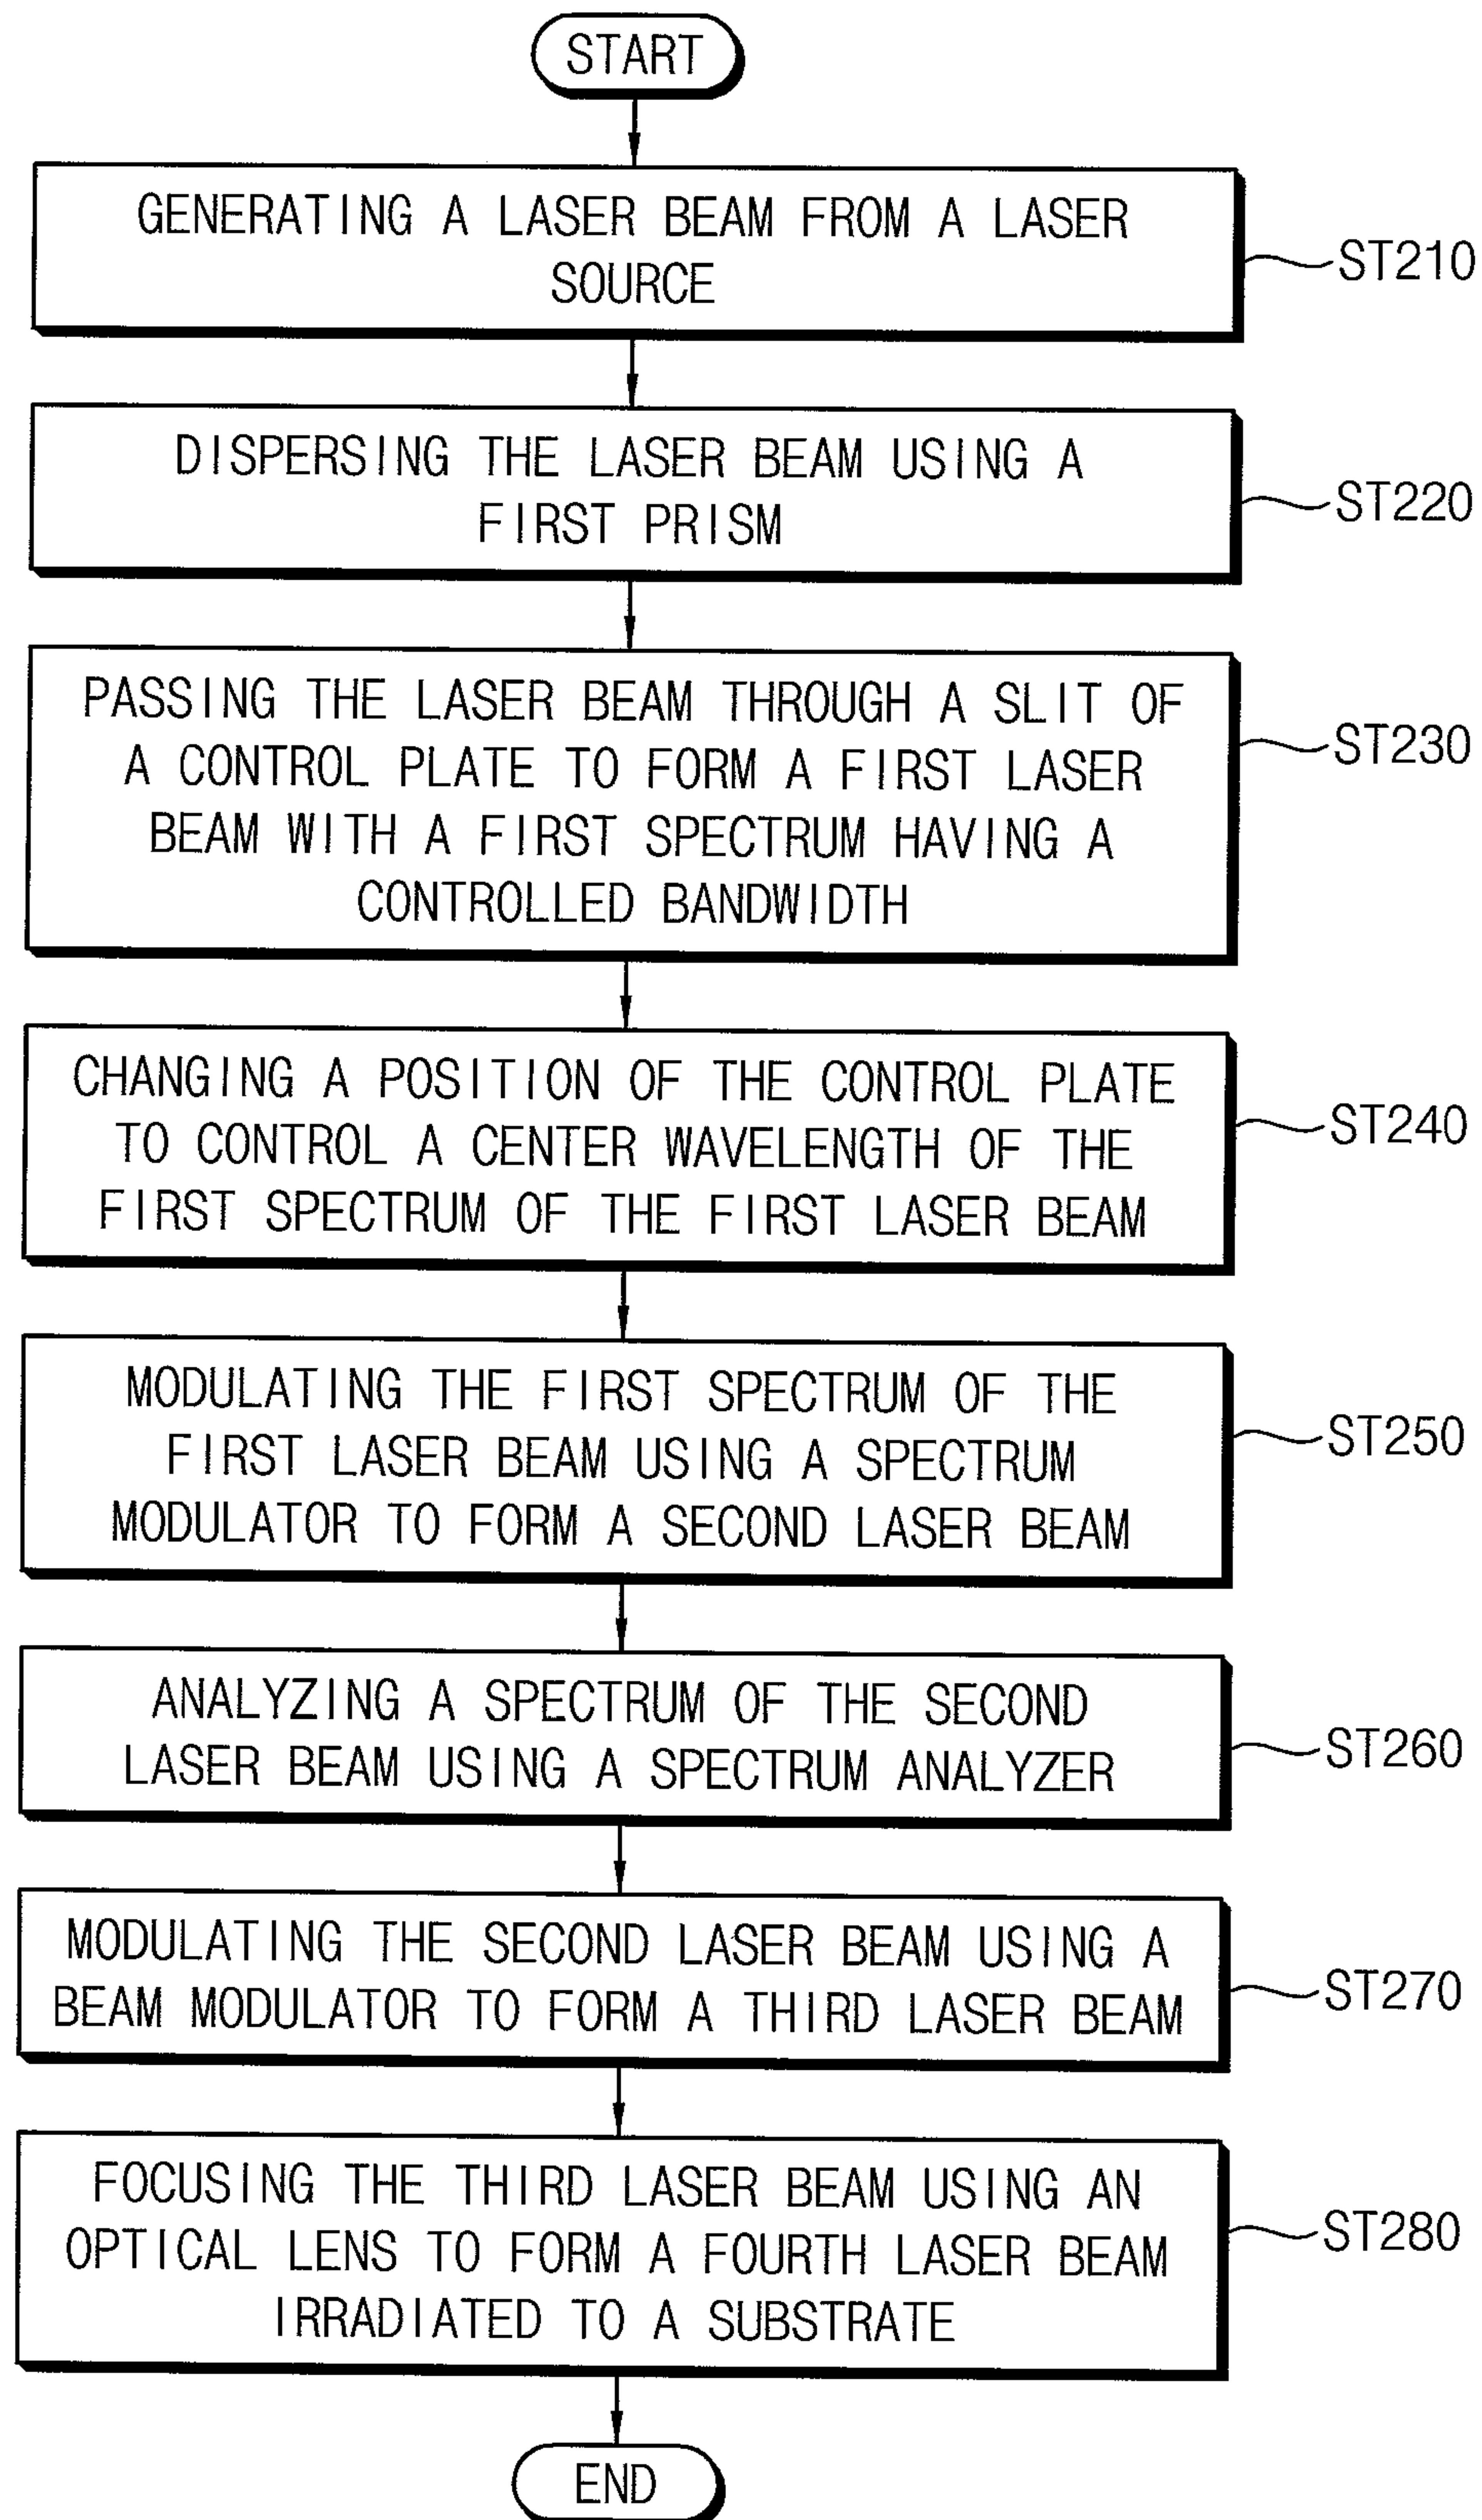 START
GENERATING A LASER BEAM FROM A LASER
SOURCE
ST210
DISPERSING THE LASER BEAM USING A
FIRST PRISM
ST220
PASSING THE LASER BEAM THROUGH A SLIT OF
A CONTROL PLATE TO FORM A FIRST LASER
BEAM WITH A FIRST SPECTRUM HAVING A
CONTROLLED BANDWIDTH
ST230
CHANGING A POSITION OF THE CONTROL PLATE
TO CONTROL A CENTER WAVELENGTH OF THE
FIRST SPECTRUM OF THE FIRST LASER BEAM
ST240
MODULATING THE FIRST SPECTRUM OF THE
FIRST LASER BEAM USING A SPECTRUM
MODULATOR TO FORM A SECOND LASER BEAM
ST250
ANALYZING A SPECTRUM OF THE SECOND
LASER BEAM USING A SPECTRUM ANALYZER
ST260
MODULATING THE SECOND LASER BEAM USING A
BEAM MODULATOR TO FORM A THIRD LASER BEAM
ST270
FOCUSING THE THIRD LASER BEAM USING AN
OPTICAL LENS TO FORM A FOURTH LASER BEAM
IRRADIATED TO A SUBSTRATE
ST280
END